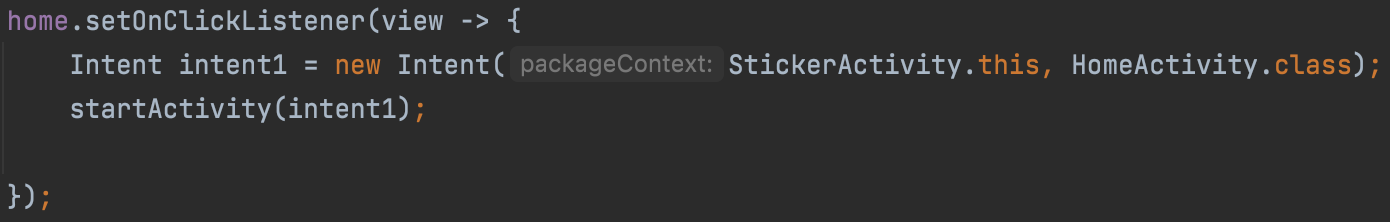 home.setOnClickListener(view -> {
    Intent intent1 = new Intent( packageContext: StickerActivity.this, HomeActivity.class);
    startActivity(intent1);

});